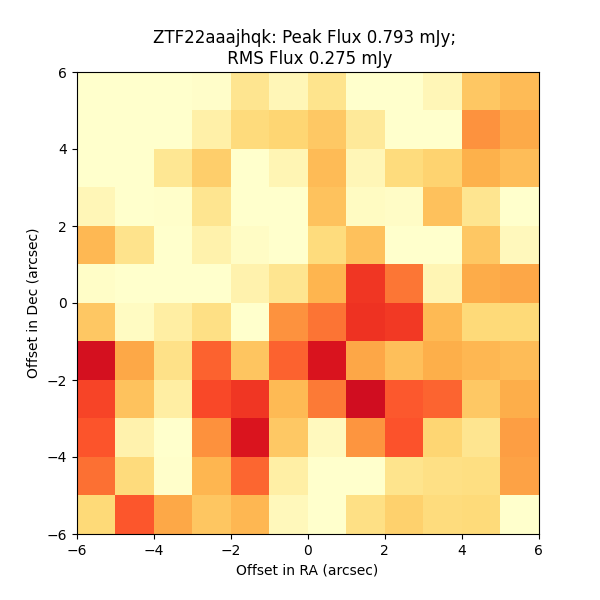 ZTF22aaajhqk: Peak Flux 0.793 mJy;
RMS Flux 0.275 mJy
6
4
2
0
−2
−4
−6
Offset in Dec (arcsec)
−6 −4 −2 0 2 4 6
Offset in RA (arcsec)